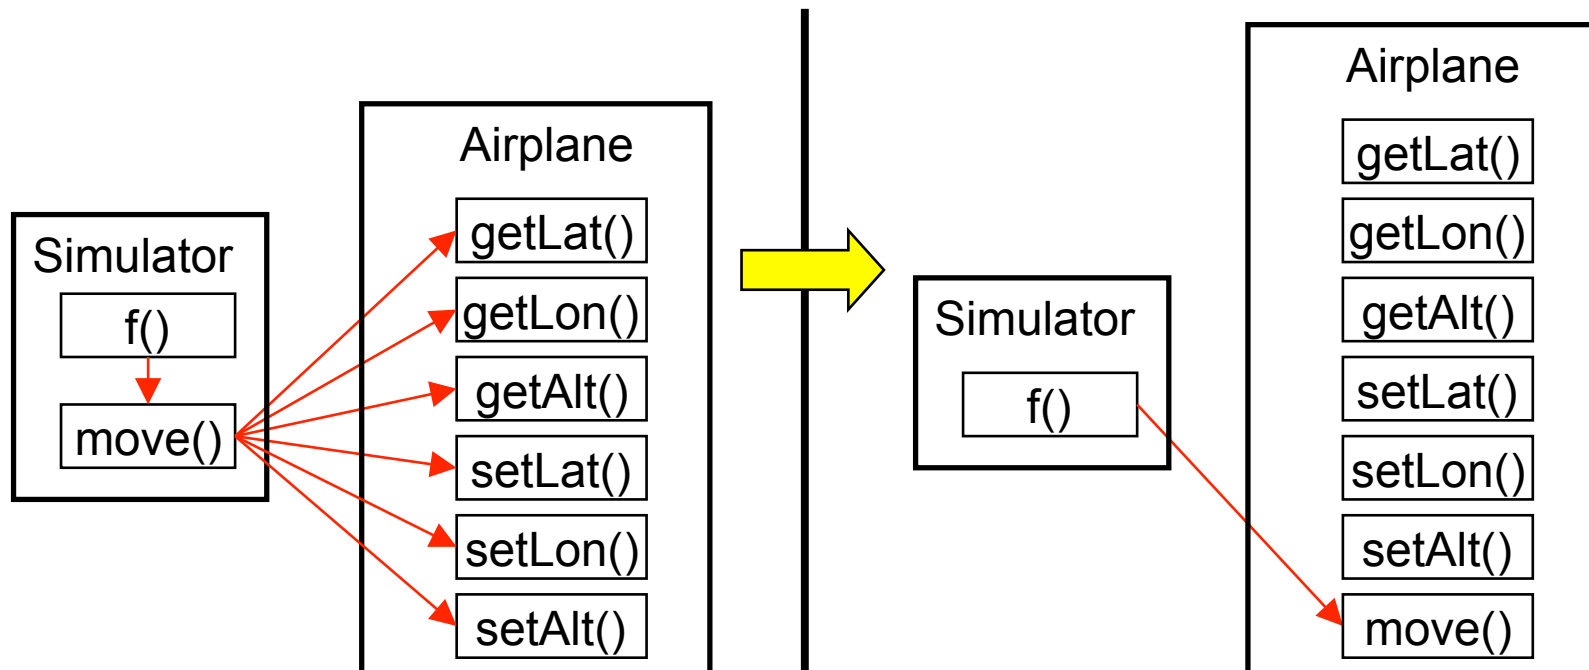 Simulator
f()
move()
Airplane
getLat()
getLon()
getAlt()
setLat()
setLon()
setAlt()
Simulator
f()
Airplane
getLat()
getLon()
getAlt()
setLat()
setLon()
setAlt()
move()